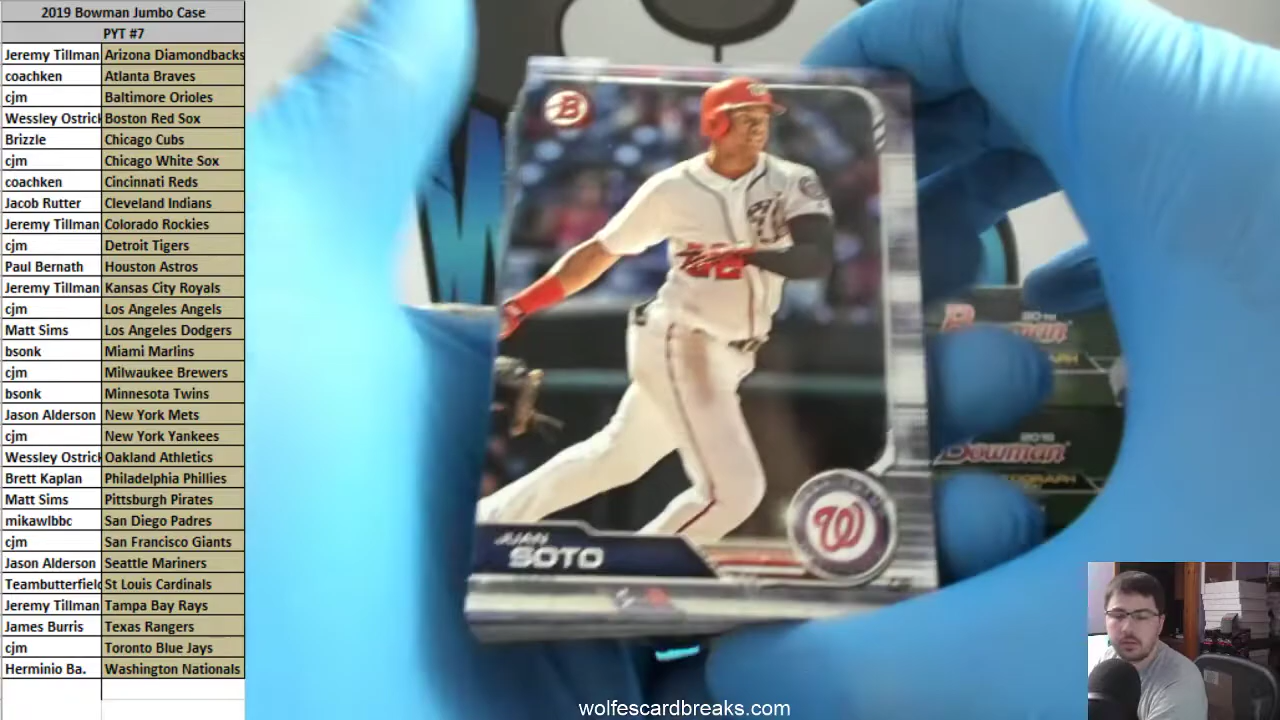 2019 Bowman Jumbo Case
PYT #7
Jeremy Tillman Arizona Diamondbacks
coachken Atlanta Braves
cjm Baltimore Orioles
Wessley Ostrick Boston Red Sox
Brizzle Chicago Cubs
cjm Chicago White Sox
coachken Cincinnati Reds
Jacob Rutter Cleveland Indians
Jeremy Tillman Colorado Rockies
cjm Detroit Tigers
Paul Bernath Houston Astros
Jeremy Tillman Kansas City Royals
cjm Los Angeles Angels
Matt Sims Los Angeles Dodgers
bsonk Miami Marlins
cjm Milwaukee Brewers
bsonk Minnesota Twins
Jason Alderson New York Mets
cjm New York Yankees
Wessley Ostrick Oakland Athletics
Brett Kaplan Philadelphia Phillies
Matt Sims Pittsburgh Pirates
mikawlbbc San Diego Padres
cjm San Francisco Giants
Jason Alderson Seattle Mariners
Teambutterfield St Louis Cardinals
Jeremy Tillman Tampa Bay Rays
James Burris Texas Rangers
cjm Toronto Blue Jays
Herminio Ba. Washington Nationals
B
W
JUAN
SOTO
Bowman
Bowman
wolfescardbreaks.com